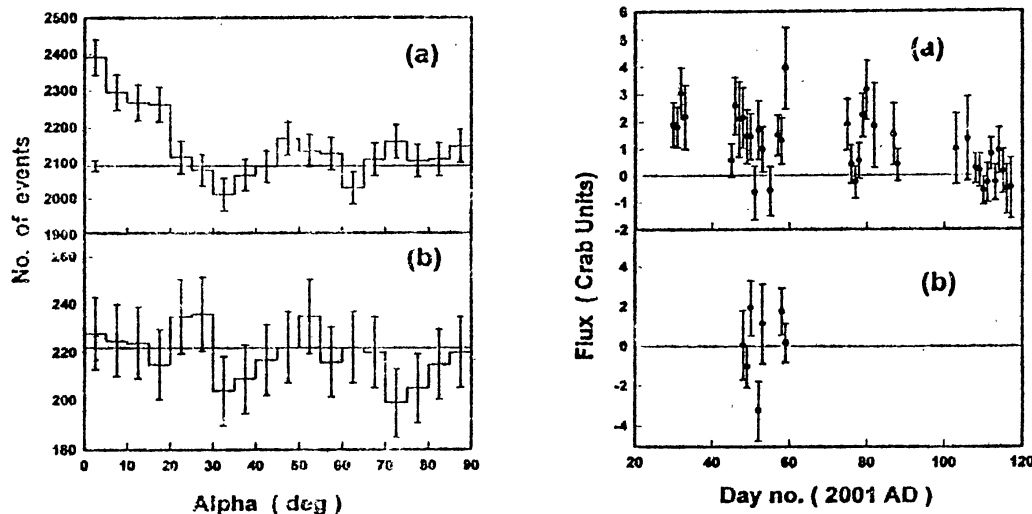 2500
2400
2300
2200
2100
2000
1900
(a)
240
220
200
180
(b)
0 10 20 30 40 50 60 70 80 90
No. of events
Alpha ( deg )
6
5
4
3
2
1
0
-1
-2
(a)
4
2
0
-2
-4
(b)
20 40 60 80 100 120
Flux ( Crab Units)
Day no. ( 2001 AD )